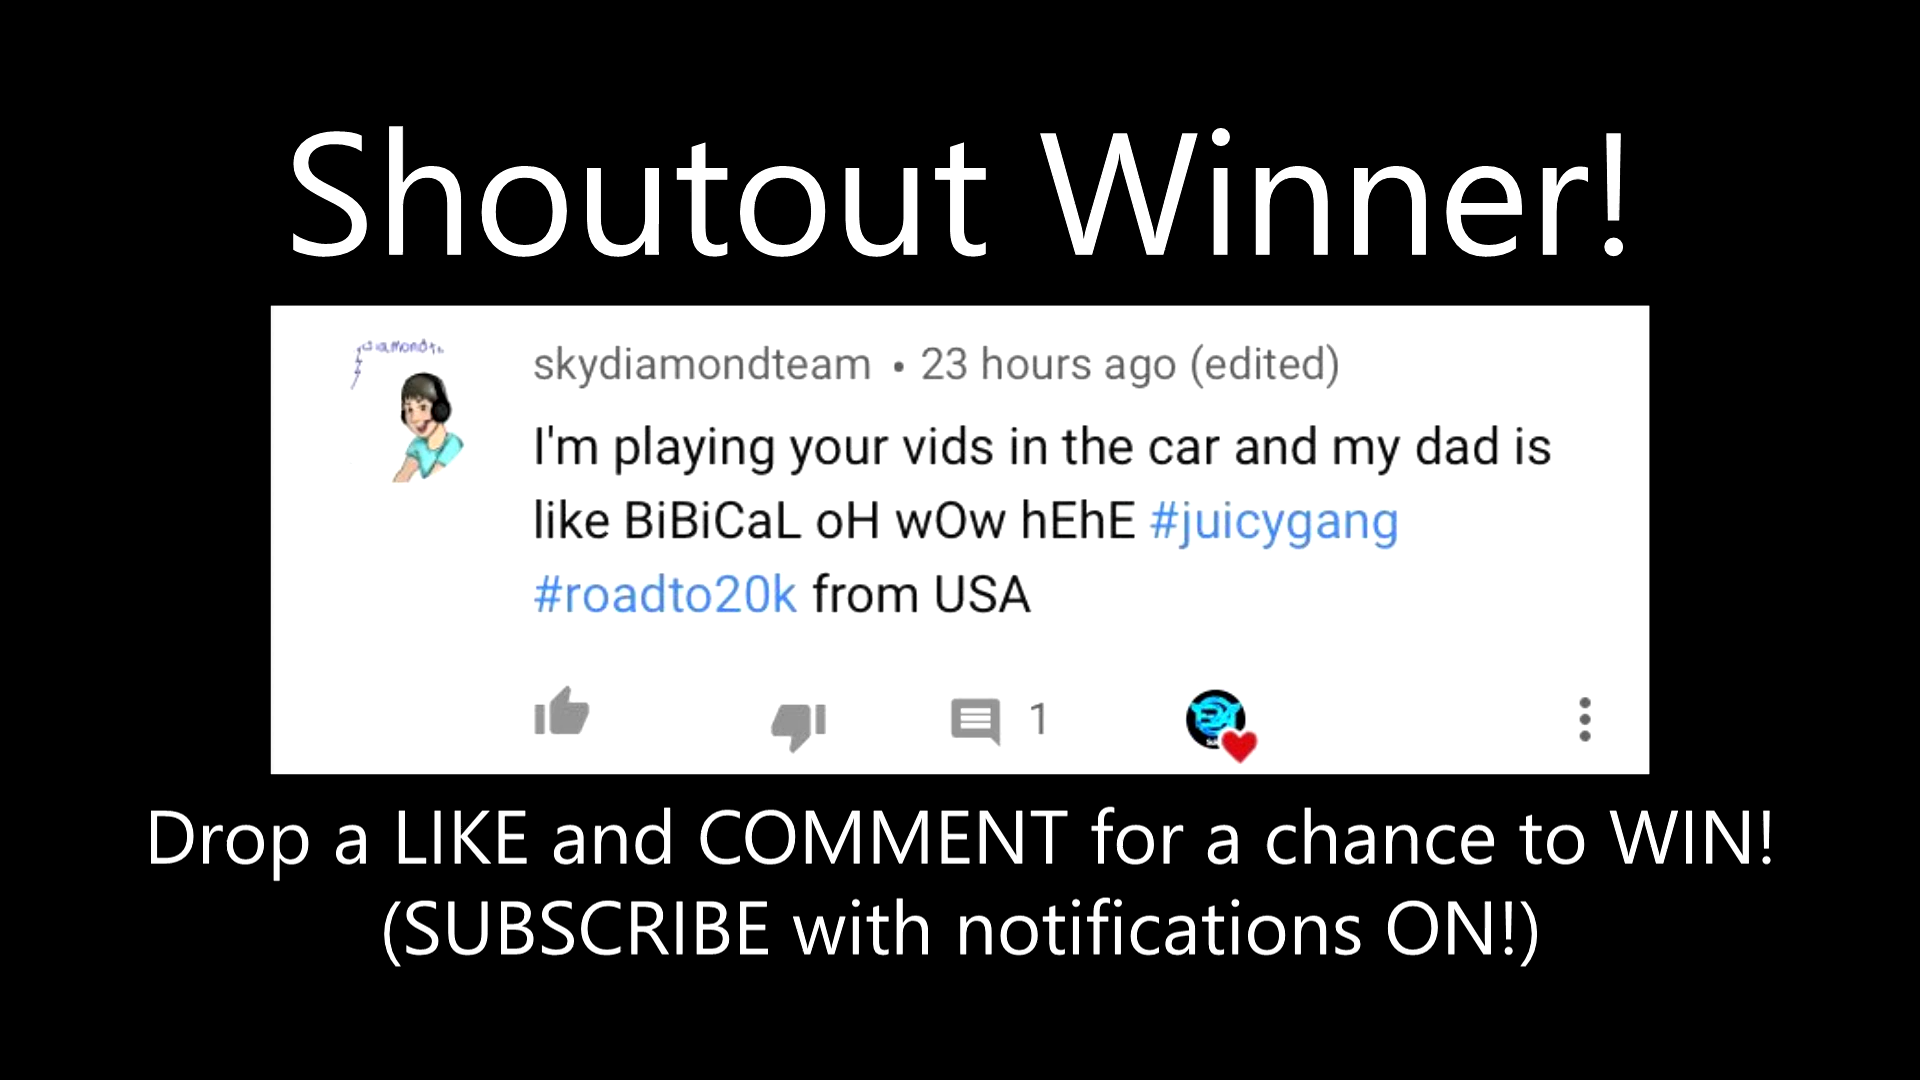 Shoutout Winner!
skydiamondteam • 23 hours ago (edited)
I'm playing your vids in the car and my dad is
like BiBiCaL oH wOw hEhE #juicygang
#roadto20k from USA
1
Drop a LIKE and COMMENT for a chance to WIN!
(SUBSCRIBE with notifications ON!)